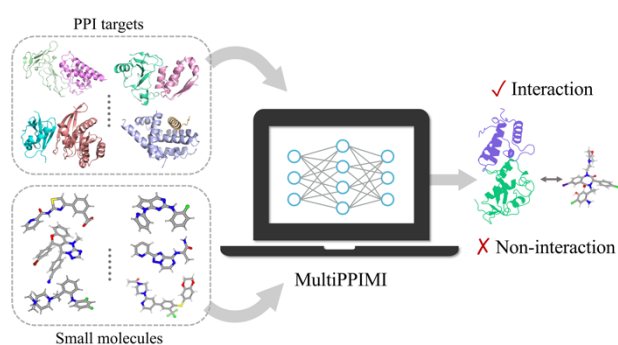 PPI targets
✓ Interaction
MultiPPIMI
✗ Non-interaction
Small molecules